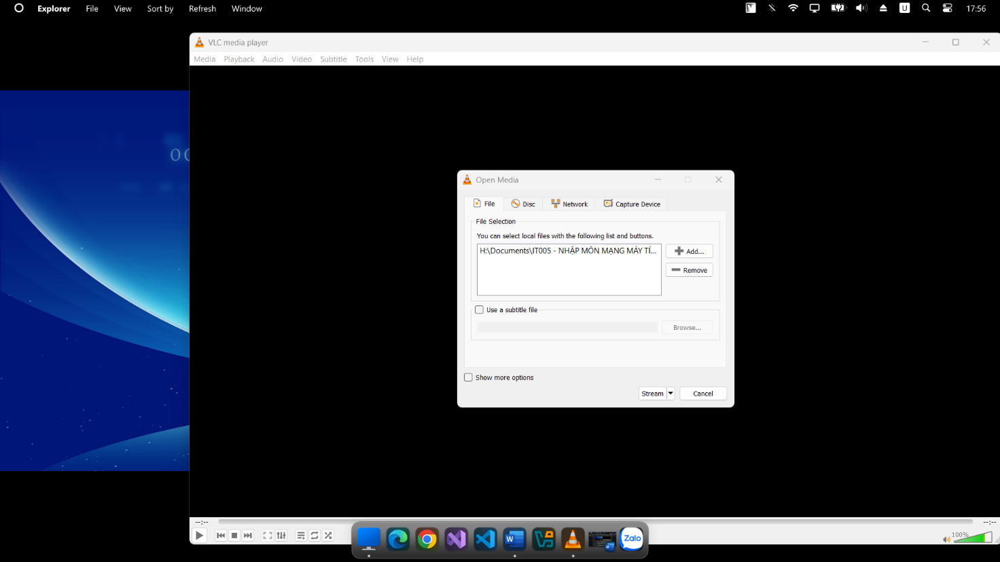 Explorer File View Sort by Refresh Window U 17:56
VLC media player
Media Playback Audio Video Subtitle Tools View Help
Open Media
File Disc Network Capture Device
File Selection
You can select local files with the following list and buttons.
H:\Documents\IT005 - NHẬP MÔN MẠNG MÁY TÍ... Add...
Remove
Use a subtitle file
Browse...
Show more options
Stream Cancel
--:-- --:--
100%
Zalo